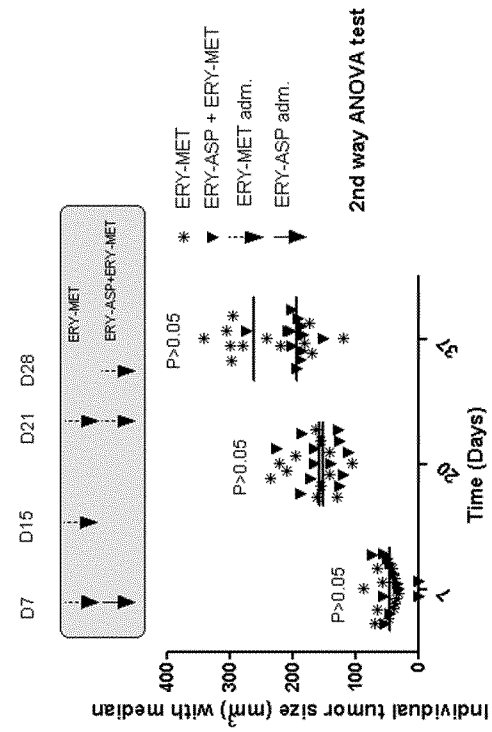 D7 D15 D21 D28
ERY-MET
ERY-ASP+ERY-MET
Individual tumor size (mm³) with median
400
300
200
100
0
P>0.05
P>0.05
P>0.05
7 20
Time (Days)
ERY-MET
ERY-ASP + ERY-MET
ERY-MET adm.
ERY-ASP adm.
2nd way ANOVA test